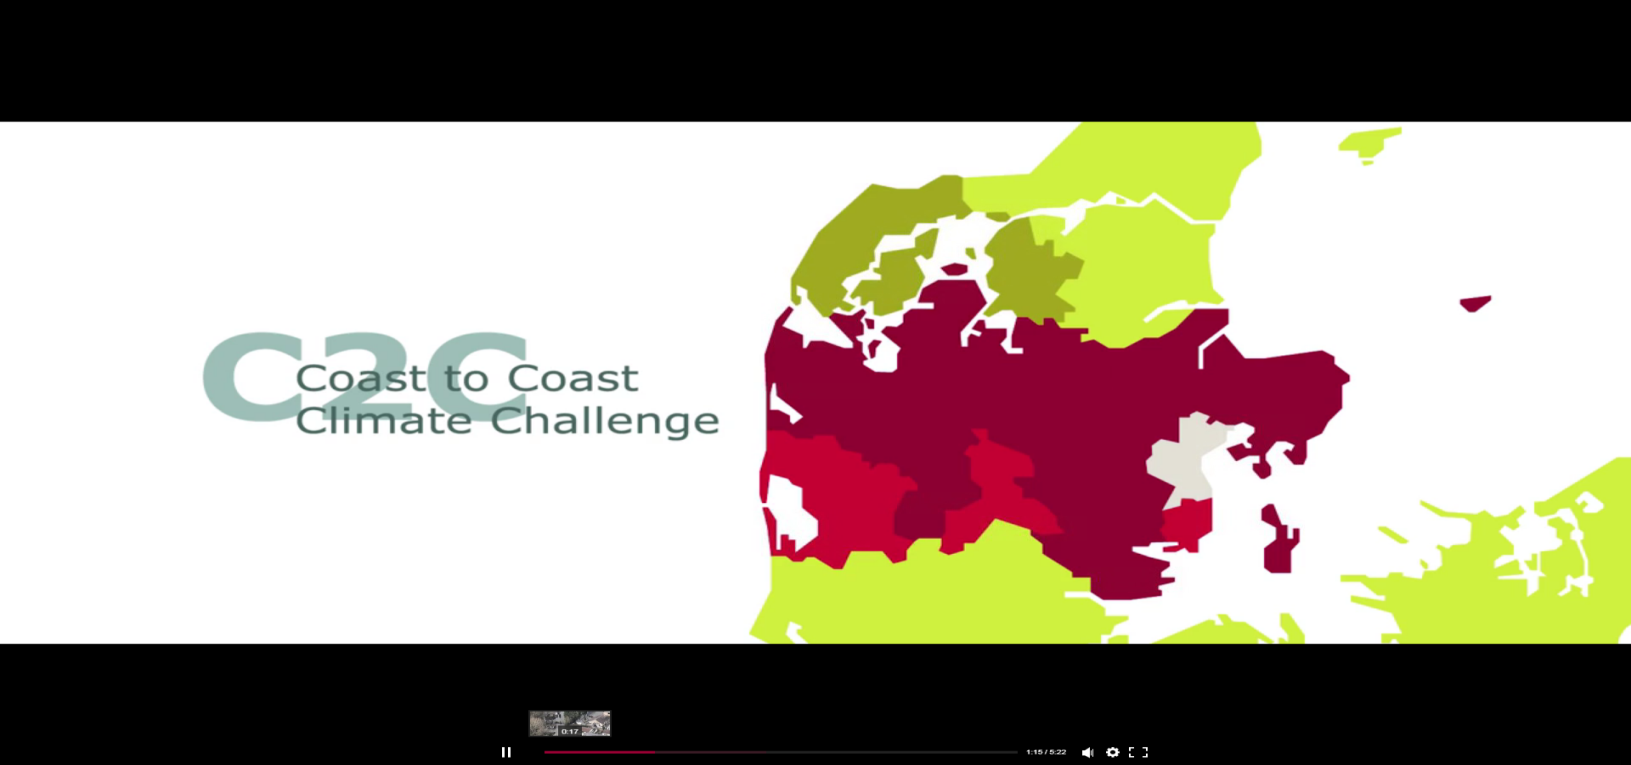 C2C
Coast to Coast
Climate Challenge
0:17
1:15 / 5:22